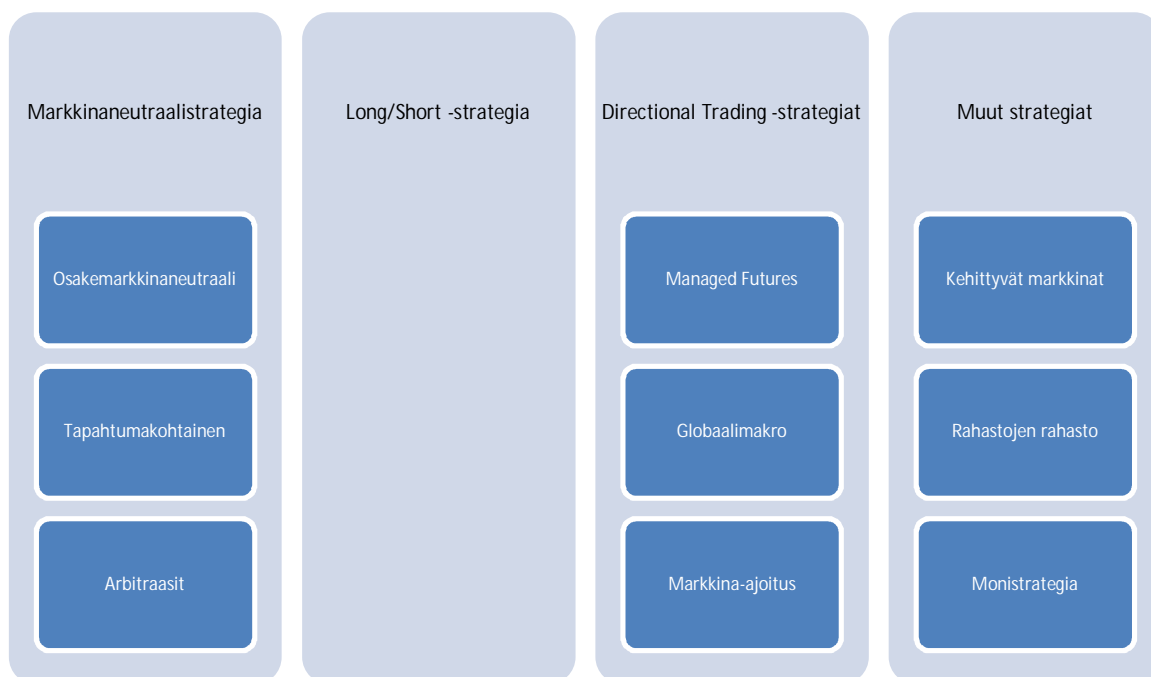 Markkinaneutraalistrategia
Osakemarkkinaneutraali
Tapahtumakohtainen
Arbitraasit
Long/Short -strategia
Directional Trading -strategiat
Managed Futures
Globaalimakro
Markkina-ajoitus
Muut strategiat
Kehittyvät markkinat
Rahastojen rahasto
Monistrategia